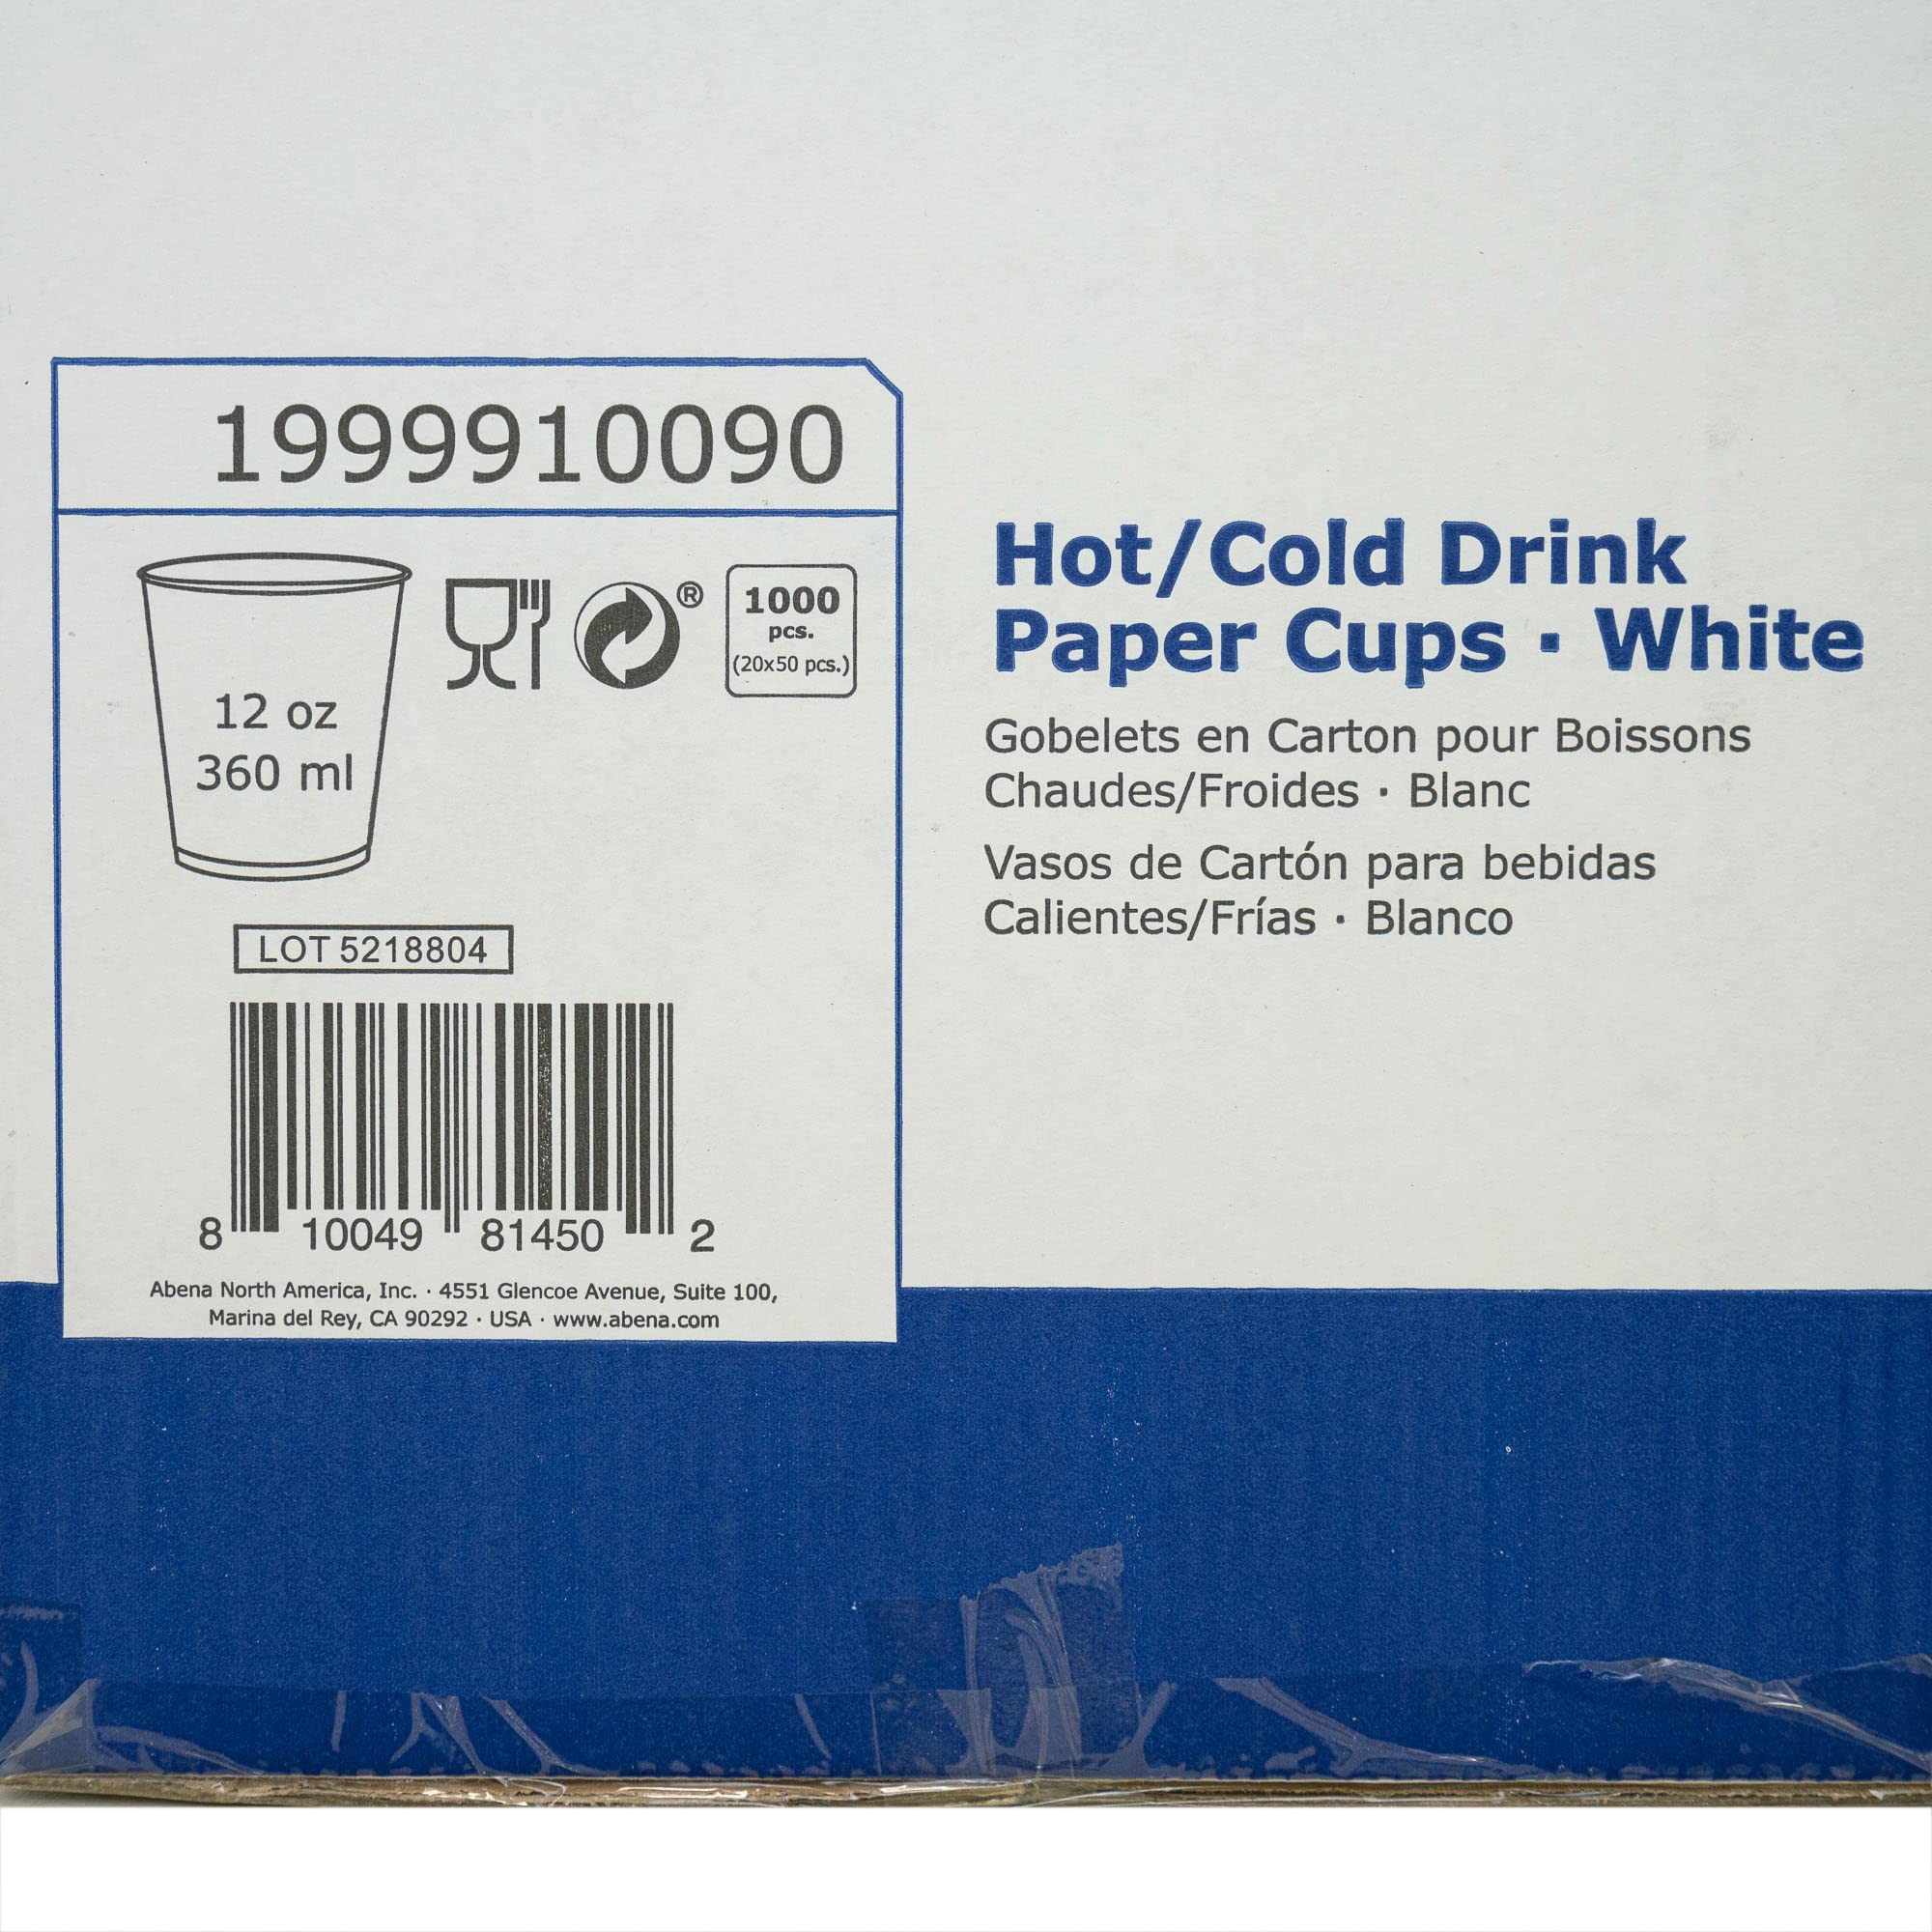 1999910090
12 oz
360 ml
®
1000
pcs.
(20x50 pcs.)
LOT 5218804
8 10049 81450 2
Abena North America, Inc. · 4551 Glencoe Avenue, Suite 100,
Marina del Rey, CA 90292 · USA · www.abena.com
Hot/Cold Drink
Paper Cups · White
Gobelets en Carton pour Boissons
Chaudes/Froides · Blanc
Vasos de Cartón para bebidas
Calientes/Frías · Blanco